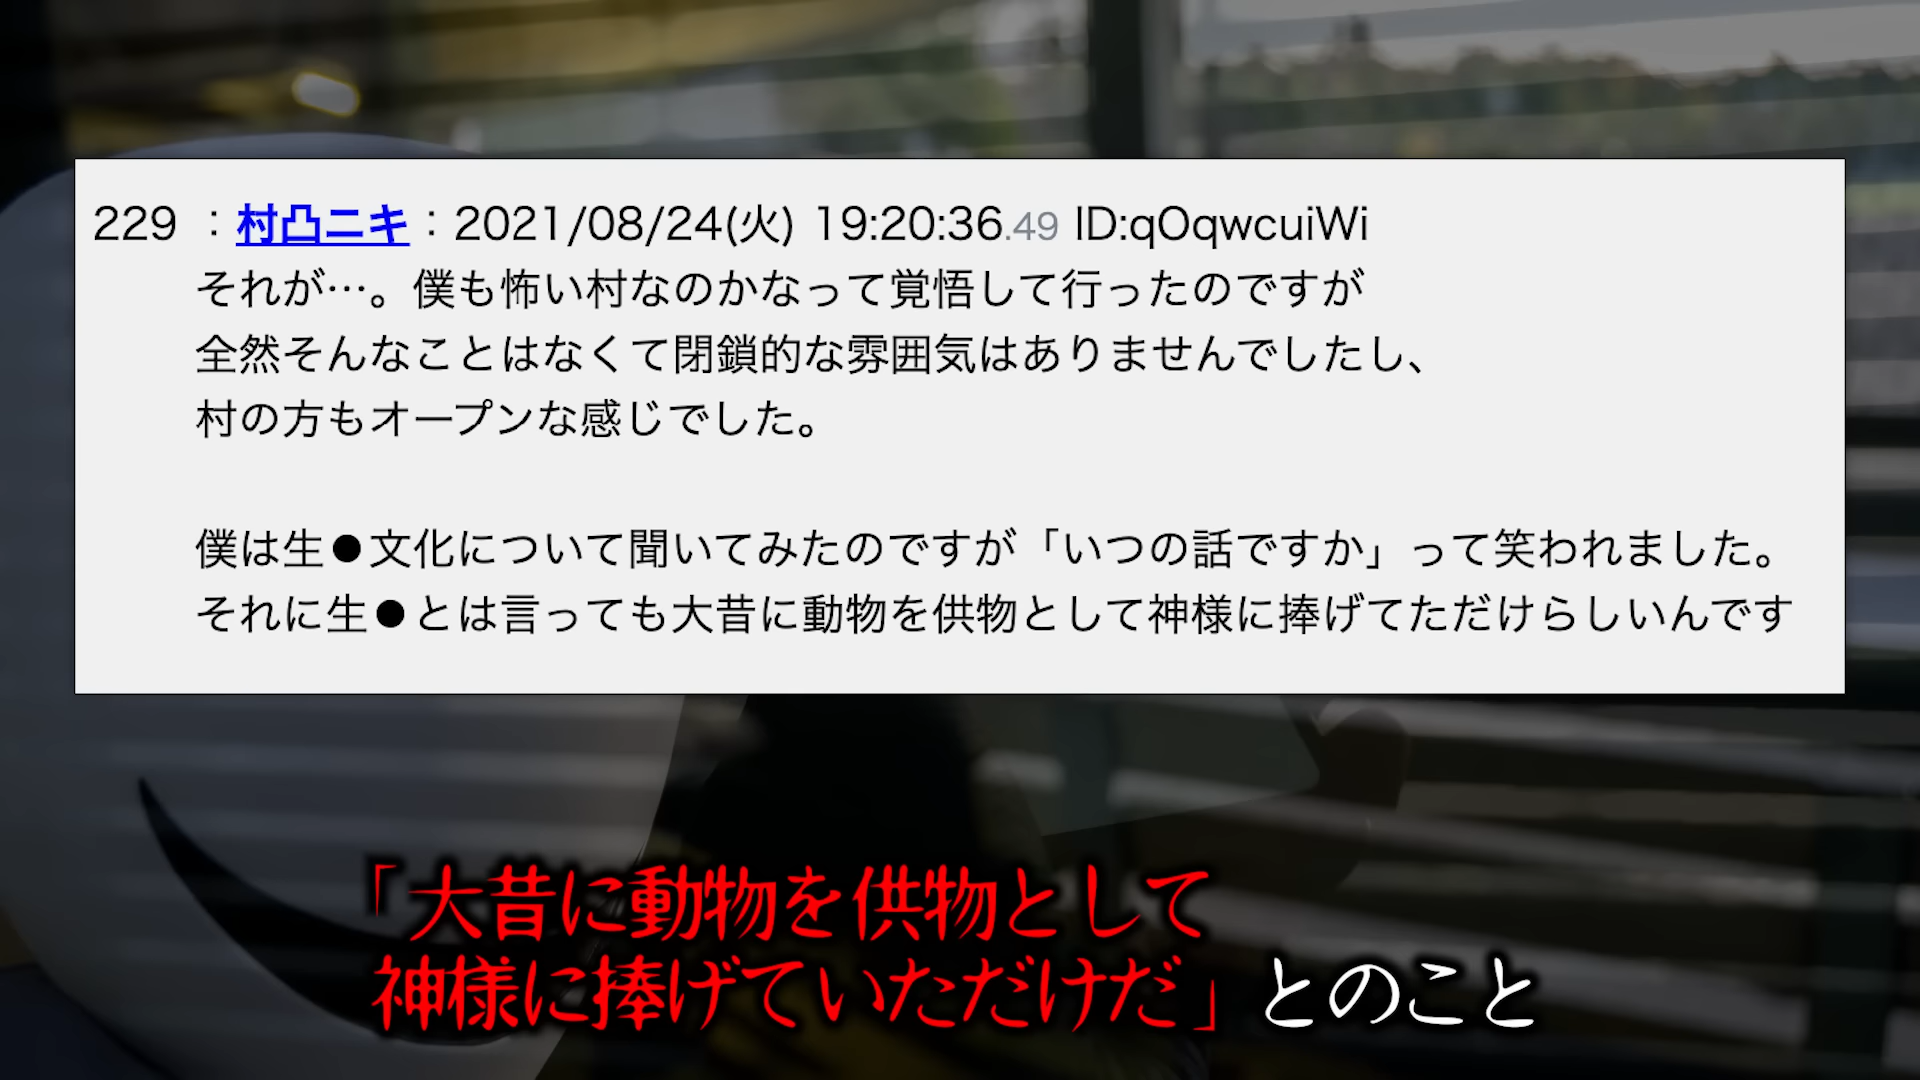 229 ：村凸ニキ：2021/08/24(火) 19:20:36.49 ID:qOqwcuiWi
それが…。僕も怖い村なのかなって覚悟して行ったのですが
全然そんなことはなくて閉鎖的な雰囲気はありませんでしたし、
村の方もオープンな感じでした。
僕は生●文化について聞いてみたのですが「いつの話ですか」って笑われました。
それに生●とは言っても大昔に動物を供物として神様に捧げてただけらしいんです
「大昔に動物を供物として
神様に捧げていただけだ」とのこと